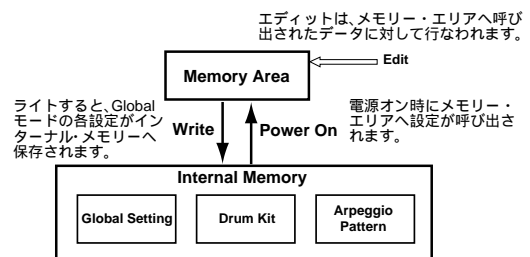 エディットは、メモリー・エリアへ呼び
出されたデータに対して行なわれます。
Edit
Memory Area
ライトすると、Global
モードの各設定がイン
ターナル・メモリーへ
保存されます。
Write
Power On
電源オン時にメモリー・
エリアへ設定が呼び出さ
れます。
Internal Memory
Global Setting
Drum Kit
Arpeggio
Pattern